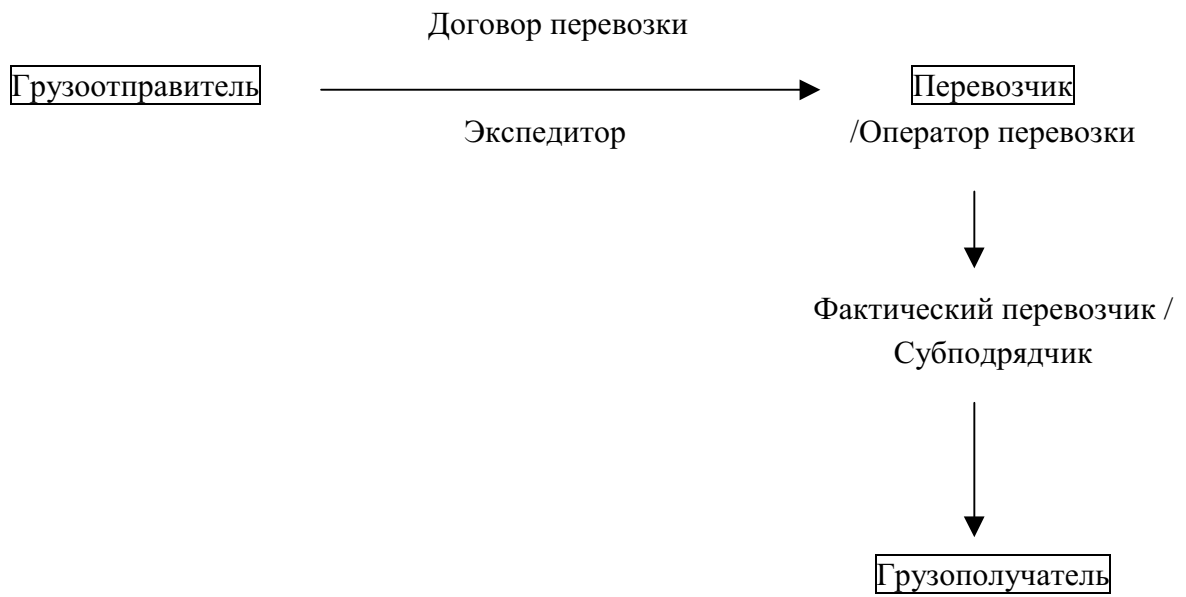 Договор перевозки
Грузоотправитель
Перевозчик
Экспедитор
/Оператор перевозки
Фактический перевозчик /
Субподрядчик
Грузополучатель